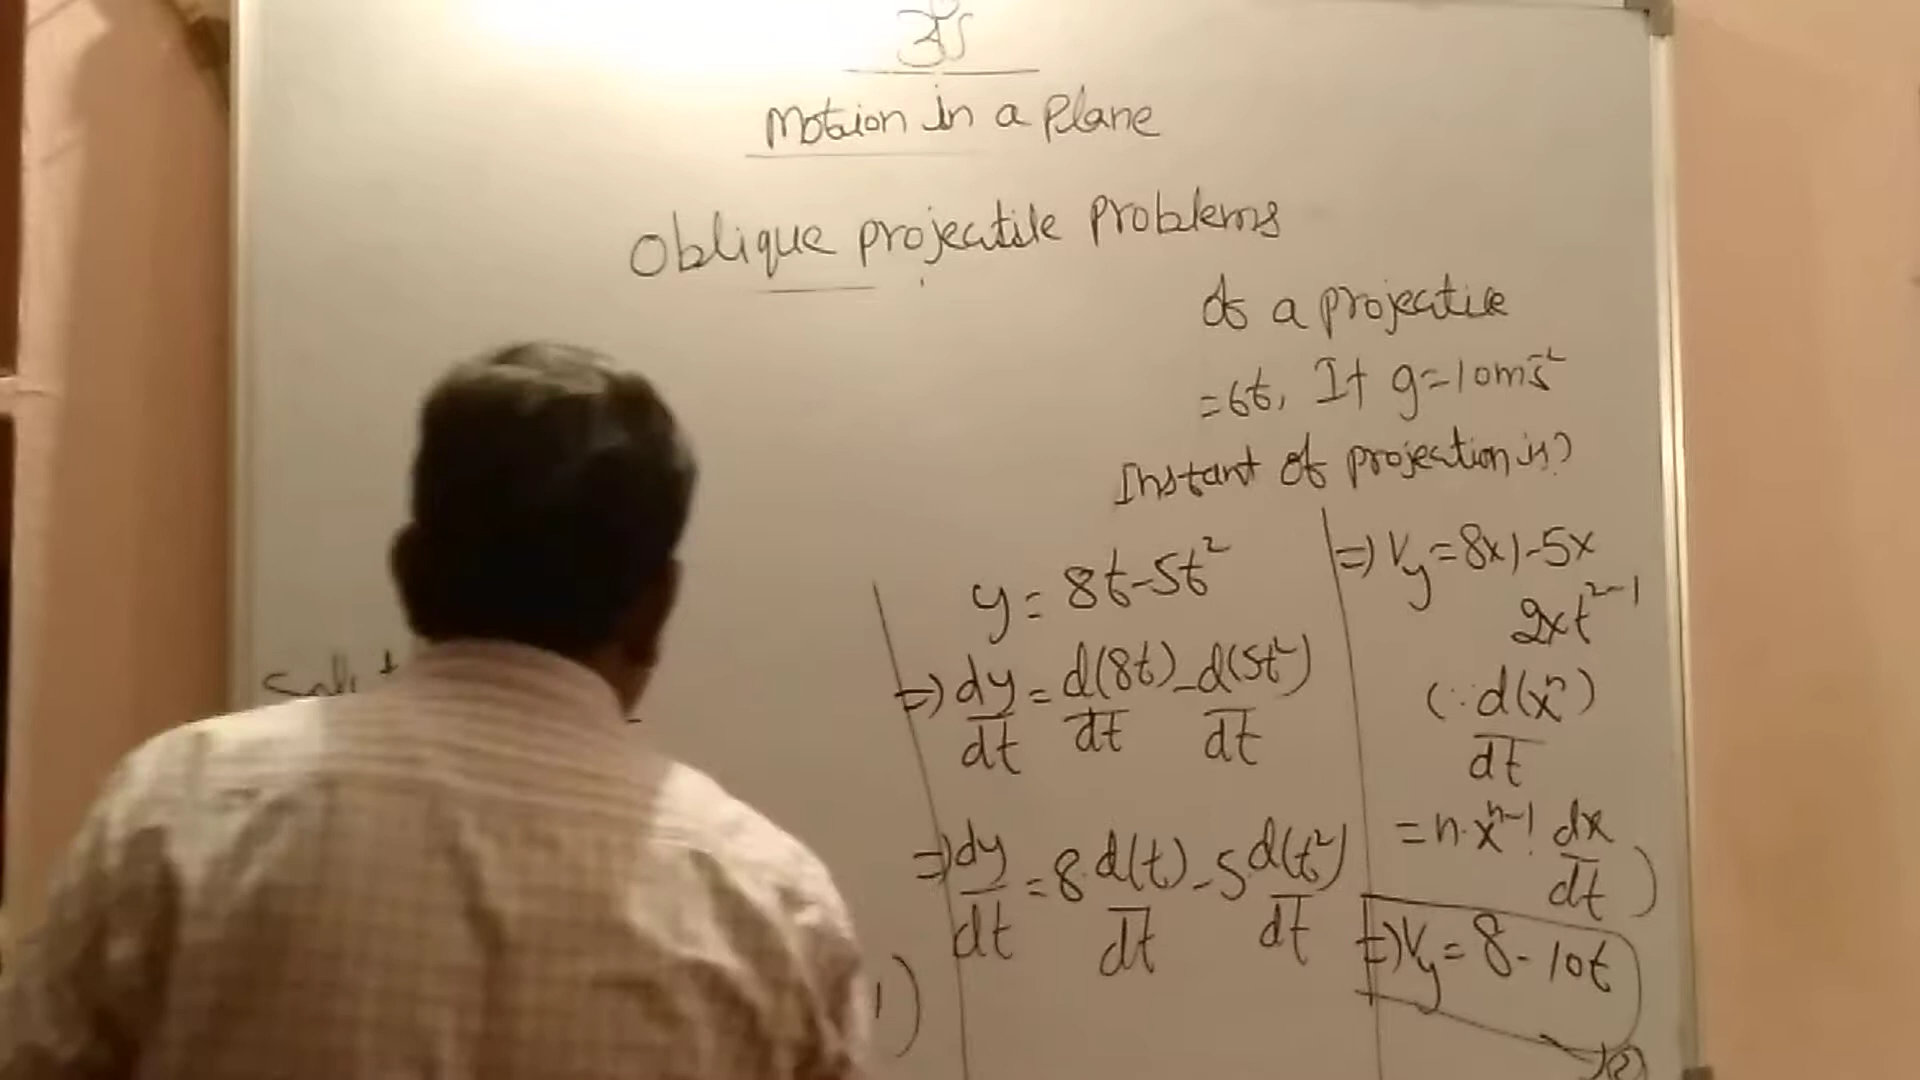 ॐ
Motion in a Plane
Oblique projectile Problems
of a projectile
=6t, If g=10ms⁻²
Instant of projection is?
y = 8t-5t²
=) dy/dt = d(8t)/dt - d(5t²)/dt
=) dy/dt = 8 d(t)/dt - 5 d(t²)/dt
1)
=) Vy = 8x1-5x
2xt²⁻¹
(∵ d(xⁿ)/dt
= n·xⁿ⁻¹· dx/dt )
=) Vy = 8-10t
(2)